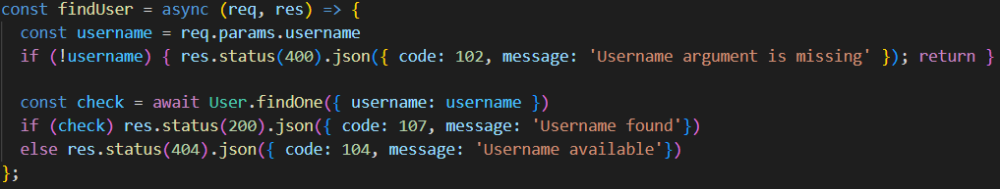 const findUser = async (req, res) => {
  const username = req.params.username
  if (!username) { res.status(400).json({ code: 102, message: 'Username argument is missing' }); return }

  const check = await User.findOne({ username: username })
  if (check) res.status(200).json({ code: 107, message: 'Username found'})
  else res.status(404).json({ code: 104, message: 'Username available'})
};